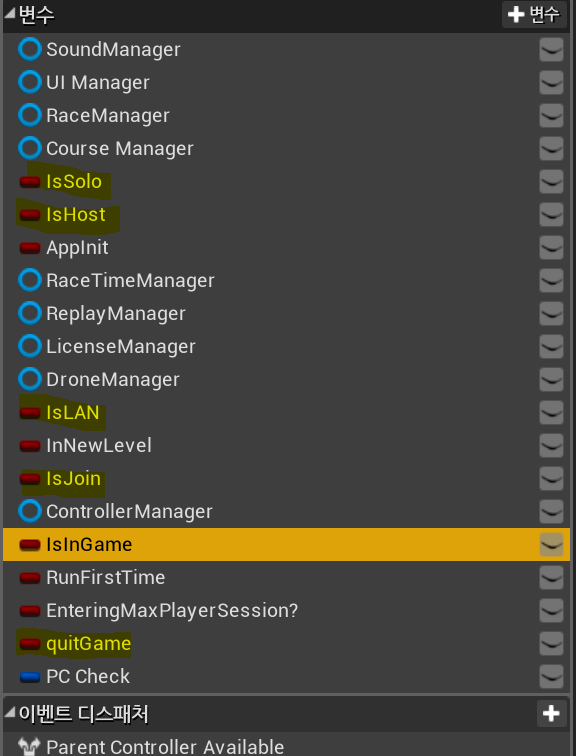 변수
변수
SoundManager
UI Manager
RaceManager
Course Manager
IsSolo
IsHost
AppInit
RaceTimeManager
ReplayManager
LicenseManager
DroneManager
IsLAN
InNewLevel
IsJoin
ControllerManager
IsInGame
RunFirstTime
EnteringMaxPlayerSession?
quitGame
PC Check
이벤트 디스패처
Parent Controller Available